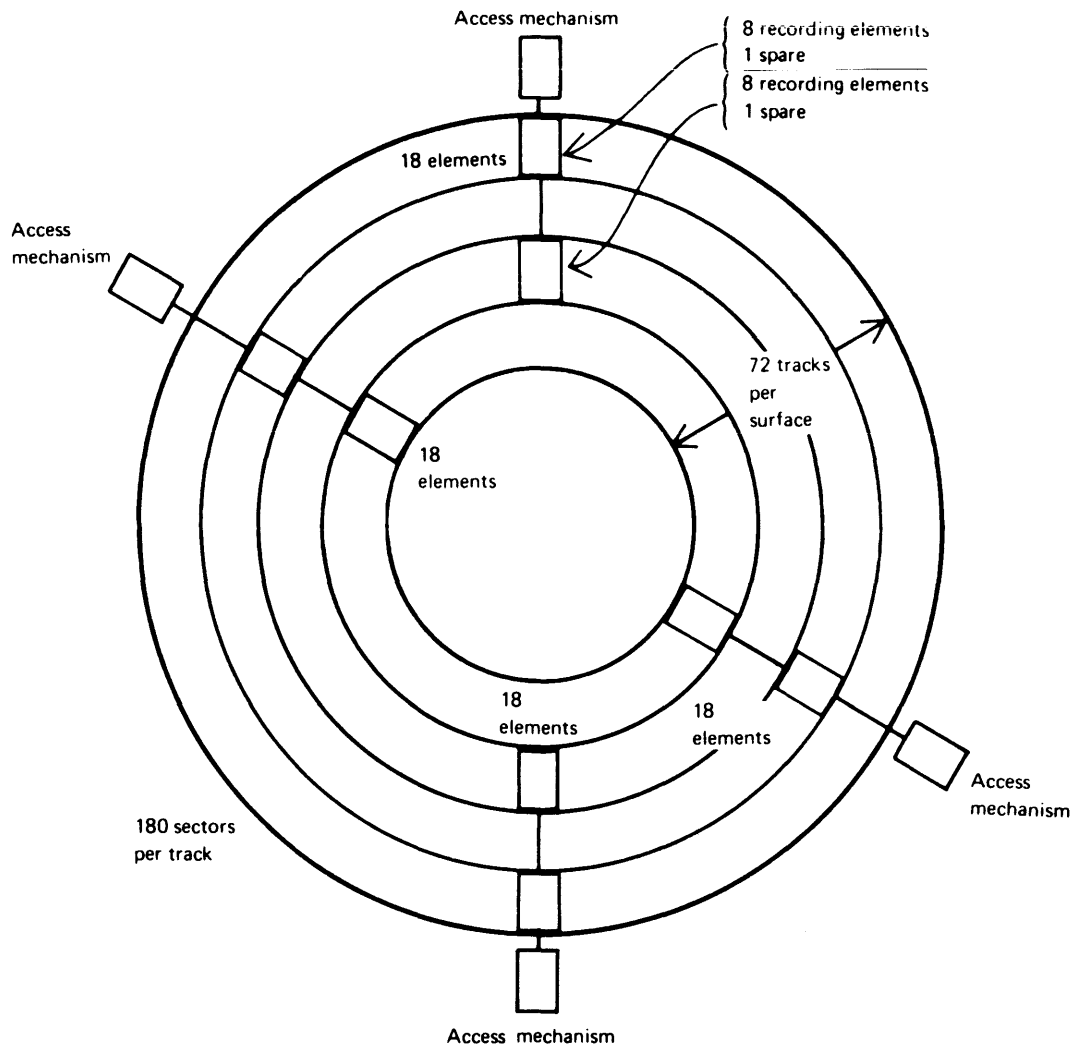 Access mechanism
8 recording elements
1 spare
8 recording elements
1 spare
18 elements
Access
mechanism
72 tracks
per
surface
18
elements
18
elements
18
elements
Access
mechanism
180 sectors
per track
Access mechanism